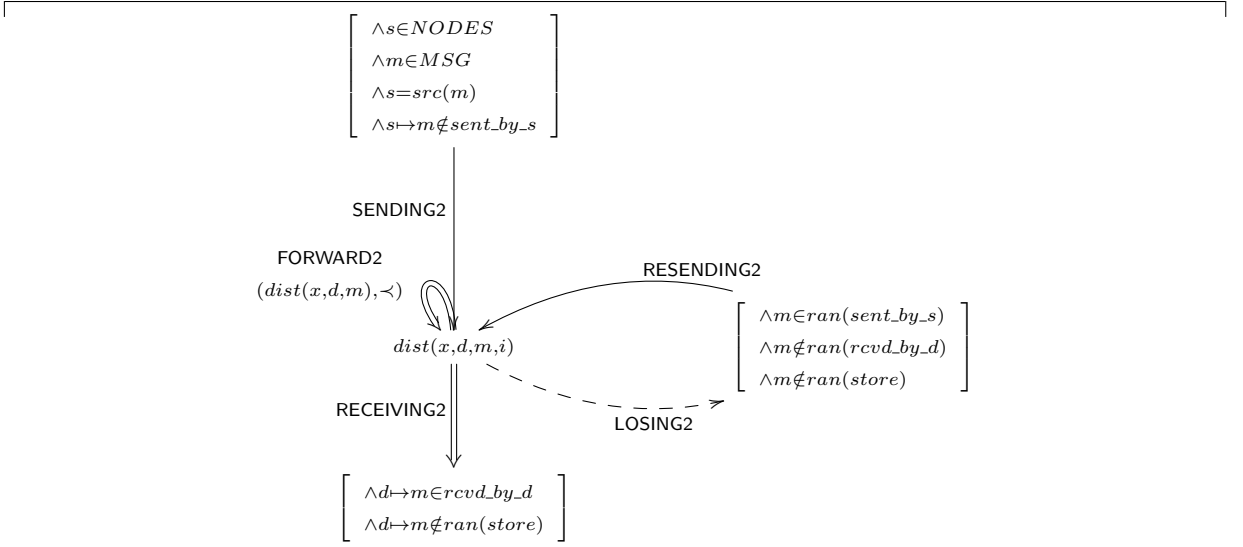 ∧s∈NODES
∧m∈MSG
∧s=src(m)
∧s↦m∉sent_by_s
SENDING2
FORWARD2
(dist(x,d,m),≺)
RESENDING2
dist(x,d,m,i)
∧m∈ran(sent_by_s)
∧m∉ran(rcvd_by_d)
∧m∉ran(store)
RECEIVING2
LOSING2
∧d↦m∈rcvd_by_d
∧d↦m∉ran(store)